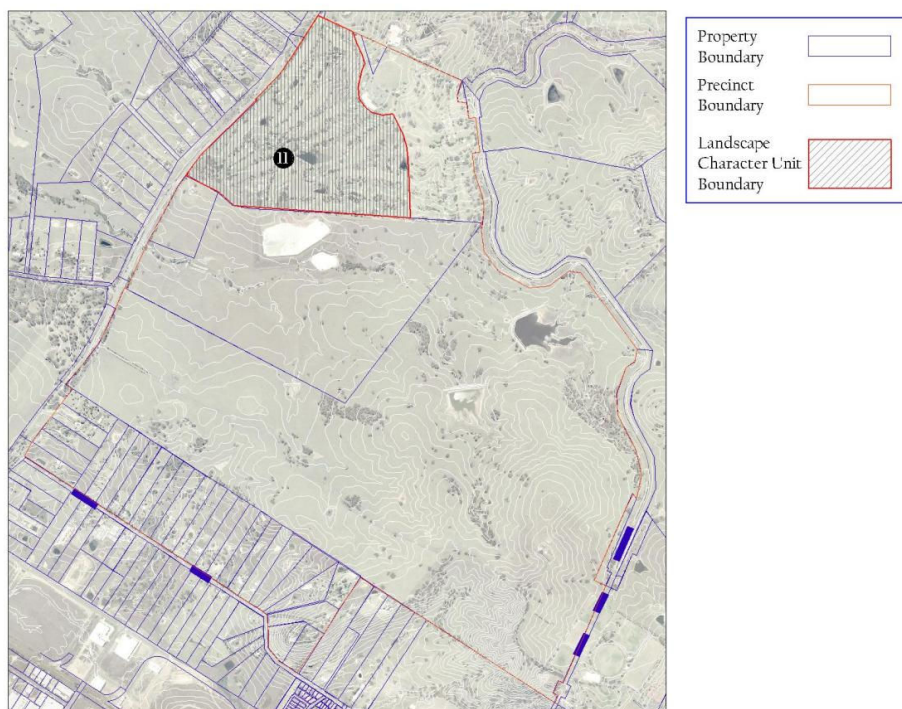 11
Property
Boundary
Precinct
Boundary
Landscape
Character Unit
Boundary